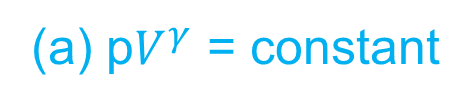 (a) pV^γ = constant